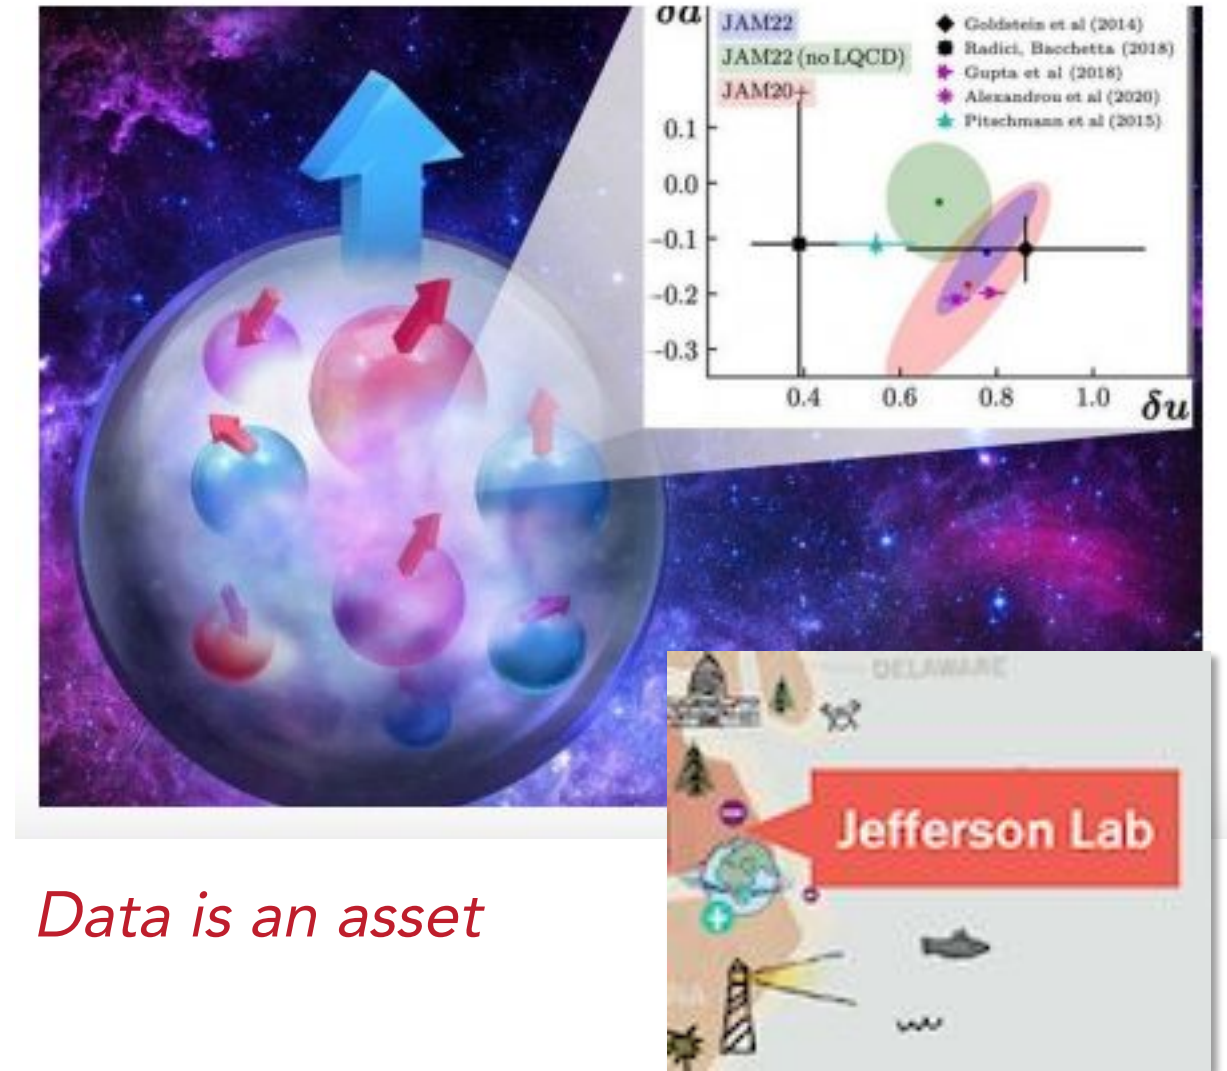 δd
JAM22
JAM22 (no LQCD)
JAM20+
Goldstein et al (2014)
Radici, Bacchetta (2018)
Gupta et al (2018)
Alexandrou et al (2020)
Pitschmann et al (2015)
0.1
0.0
−0.1
−0.2
−0.3
0.4 0.6 0.8 1.0 δu
DELAWARE
Jefferson Lab
Data is an asset